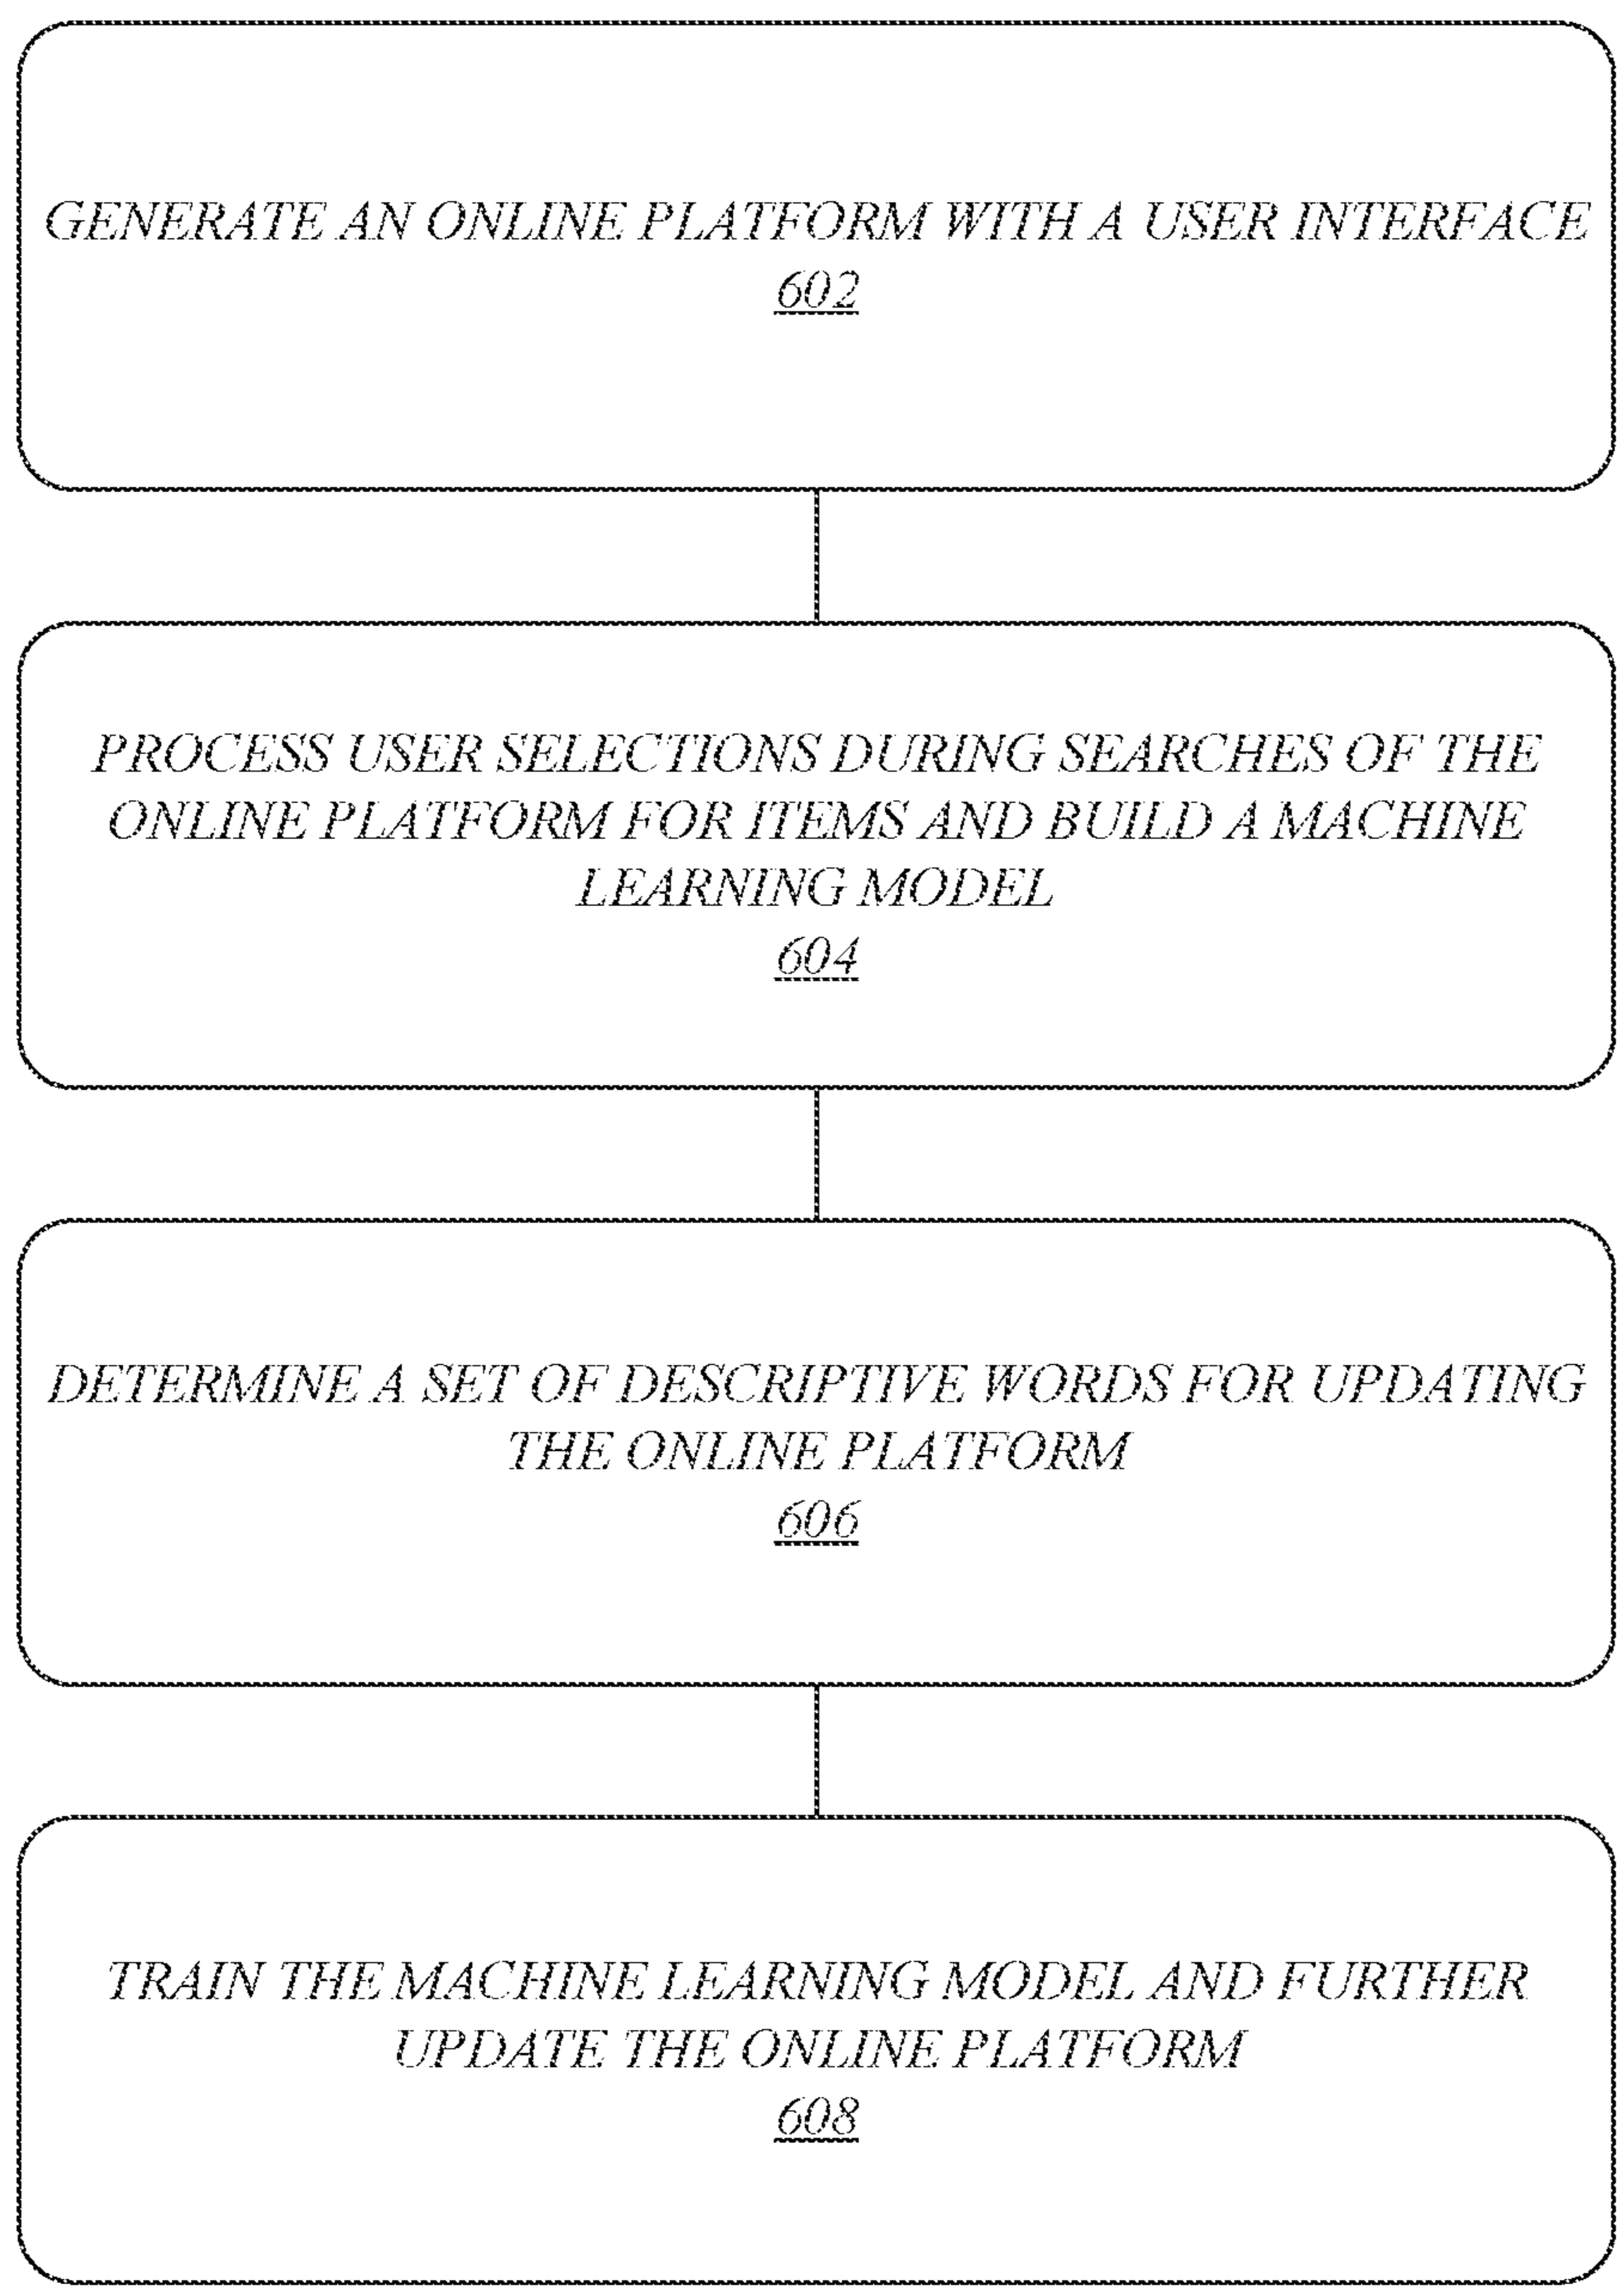 GENERATE AN ONLINE PLATFORM WITH A USER INTERFACE
602
PROCESS USER SELECTIONS DURING SEARCHES OF THE
ONLINE PLATFORM FOR ITEMS AND BUILD A MACHINE
LEARNING MODEL
604
DETERMINE A SET OF DESCRIPTIVE WORDS FOR UPDATING
THE ONLINE PLATFORM
606
TRAIN THE MACHINE LEARNING MODEL AND FURTHER
UPDATE THE ONLINE PLATFORM
608